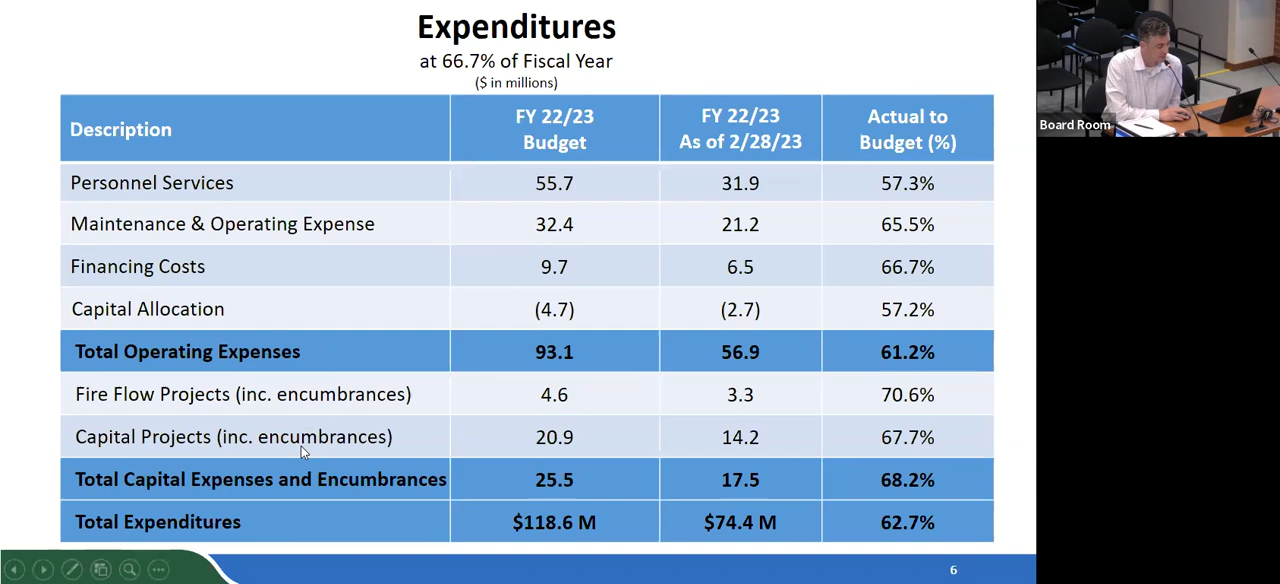 Expenditures
at 66.7% of Fiscal Year
($ in millions)
Description FY 22/23 Budget FY 22/23 As of 2/28/23 Actual to Budget (%)
Personnel Services 55.7 31.9 57.3%
Maintenance & Operating Expense 32.4 21.2 65.5%
Financing Costs 9.7 6.5 66.7%
Capital Allocation (4.7) (2.7) 57.2%
Total Operating Expenses 93.1 56.9 61.2%
Fire Flow Projects (inc. encumbrances) 4.6 3.3 70.6%
Capital Projects (inc. encumbrances) 20.9 14.2 67.7%
Total Capital Expenses and Encumbrances 25.5 17.5 68.2%
Total Expenditures $118.6 M $74.4 M 62.7%
6
Board Room